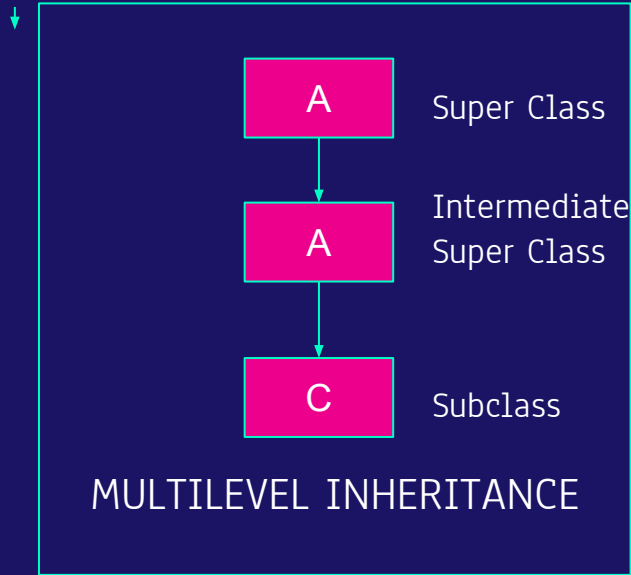 A
Super Class
A
Intermediate
Super Class
C
Subclass
MULTILEVEL INHERITANCE